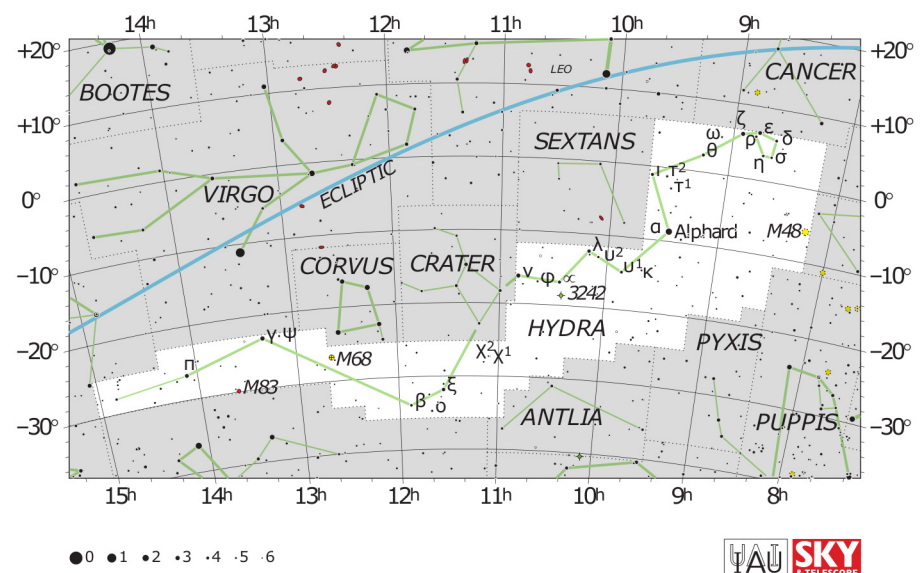 14h 13h 12h 11h 10h 9h
+20° +20°
LEO
CANCER
BOOTES
+10° +10°
ζ ε
ω ρ δ
SEXTANS θ η σ
ι τ²
τ¹
0° 0°
VIRGO ECLIPTIC
α Alphard M48
λ
υ²
CORVUS CRATER ν φ μ υ¹ κ
-10° -10°
3242
HYDRA
γ ψ PYXIS
-20° -20°
π M68 χ² χ¹
M83 ξ
β ο
ANTLIA PUPPIS
-30° -30°
15h 14h 13h 12h 11h 10h 9h 8h
0 1 2 3 4 5 6
IAU SKY
& TELESCOPE